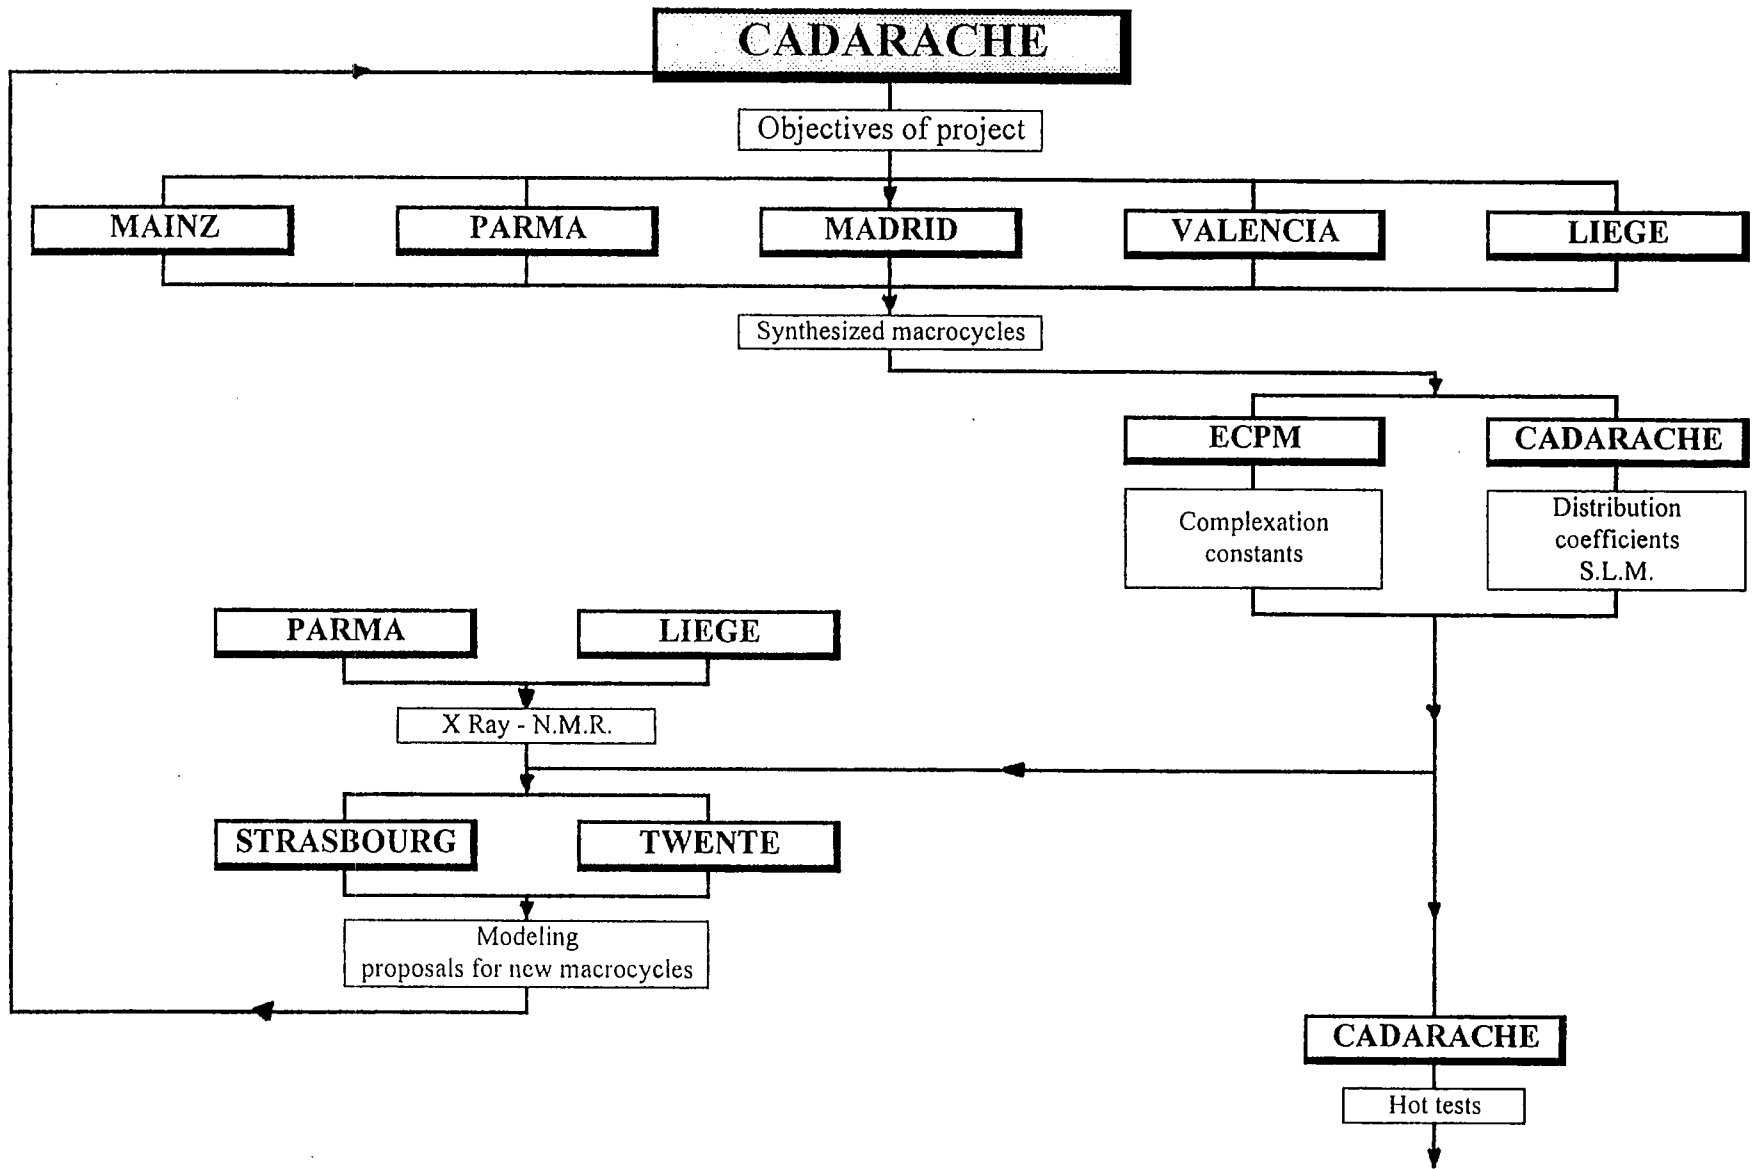 CADARACHE
Objectives of project
MAINZ
PARMA
MADRID
VALENCIA
LIEGE
Synthesized macrocycles
ECPM
CADARACHE
Complexation
constants
Distribution
coefficients
S.L.M.
PARMA
LIEGE
X Ray - N.M.R.
STRASBOURG
TWENTE
Modeling
proposals for new macrocycles
CADARACHE
Hot tests